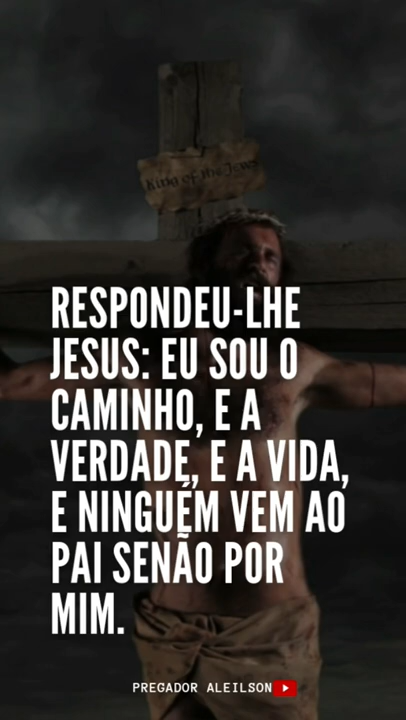 King of the Jews
RESPONDEU-LHE
JESUS: EU SOU O
CAMINHO, E A
VERDADE, E A VIDA,
E NINGUÉM VEM AO
PAI SENÃO POR
MIM.
PREGADOR ALEILSON